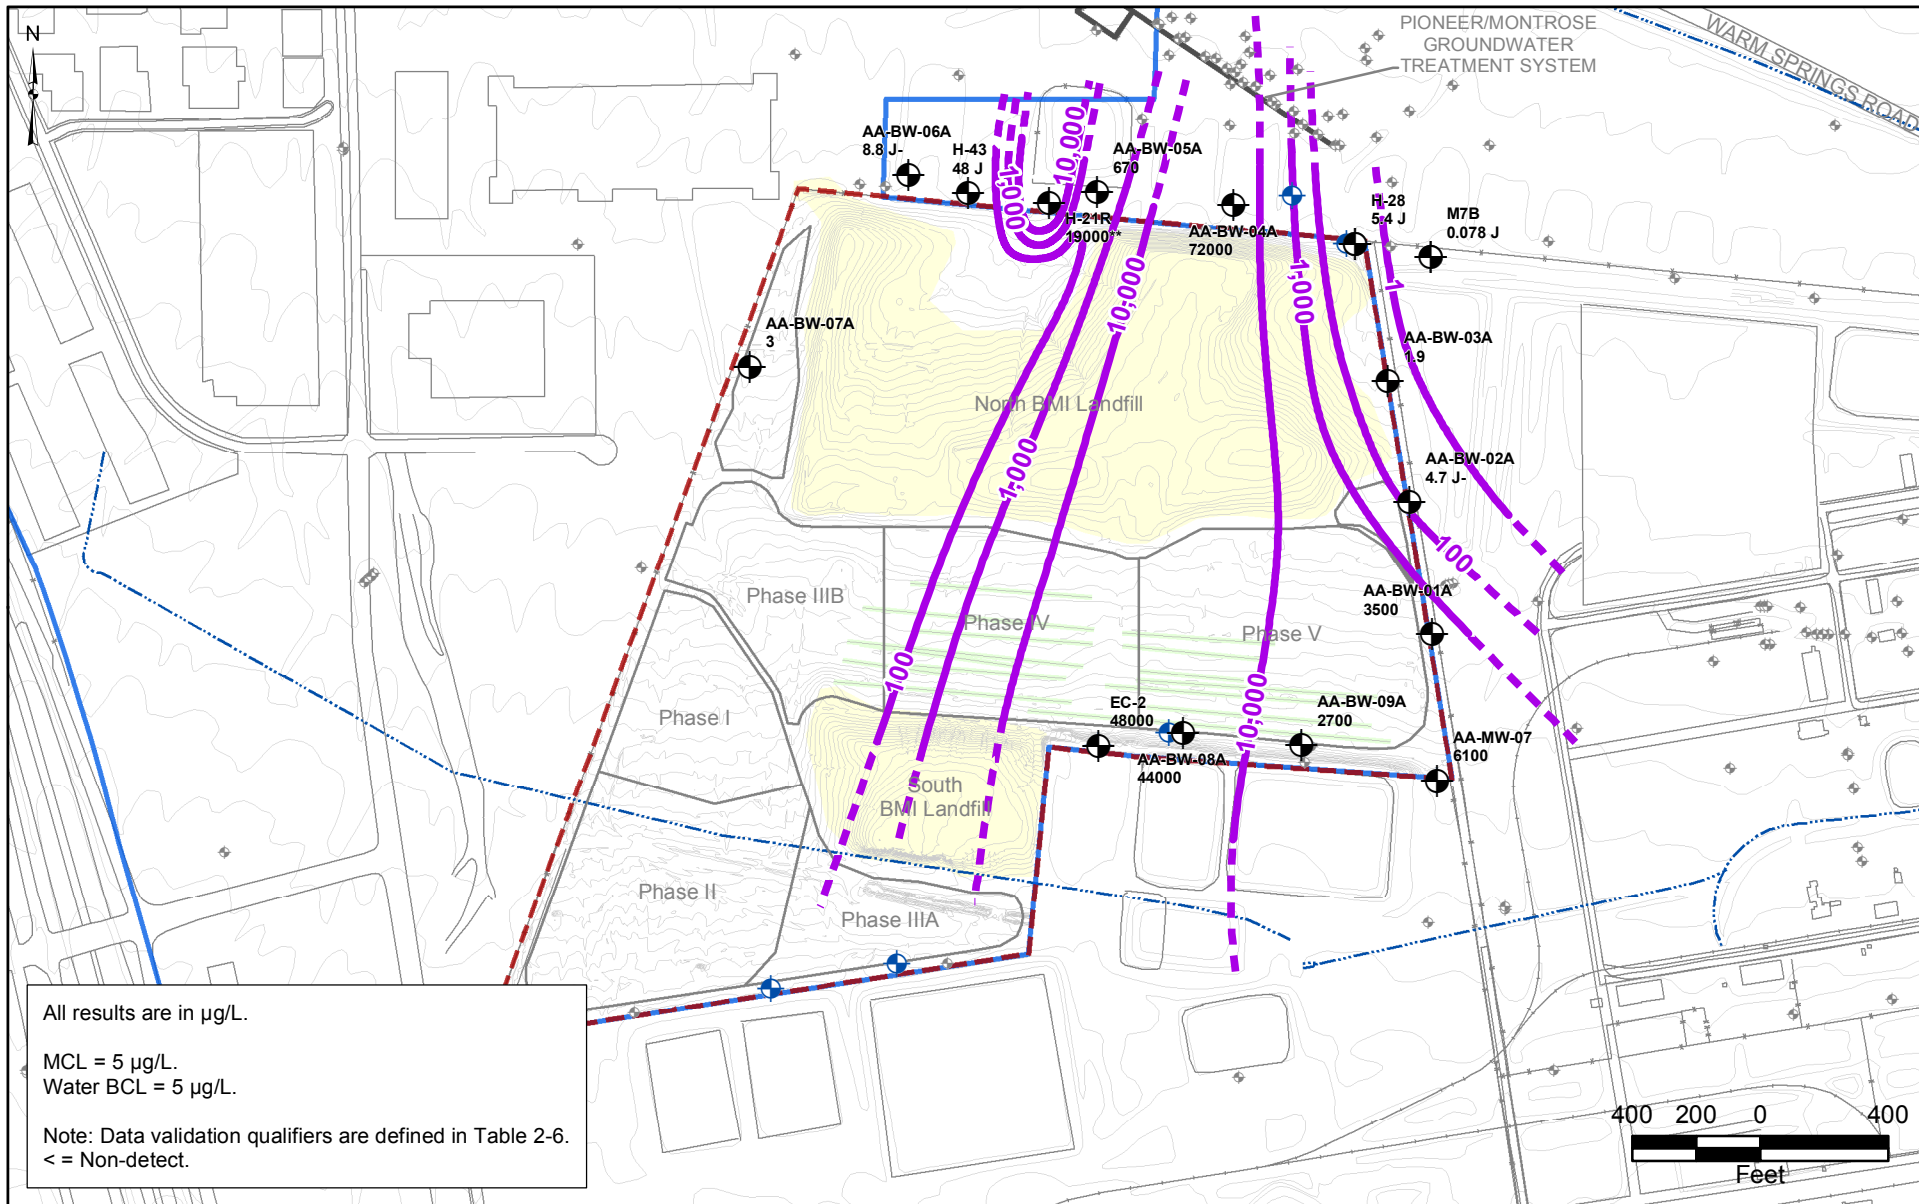 N
PIONEER/MONTROSE
GROUNDWATER
TREATMENT SYSTEM
WARM SPRINGS ROAD
AA-BW-06A
8.8 J-
H-43
48 J
1,000
10,000
AA-BW-05A
670
H-21R
19000**
AA-BW-04A
72000
H-28
5.4 J
M7B
0.078 J
10,000
1,000
1
AA-BW-07A
3
AA-BW-03A
1.9
North BMI Landfill
1,000
AA-BW-02A
4.7 J-
100
Phase IIIB
Phase IV
Phase V
AA-BW-01A
3500
100
10,000
Phase I
EC-2
48000
AA-BW-09A
2700
AA-BW-08A
44000
AA-MW-07
6100
South
BMI Landfill
Phase II
Phase IIIA
All results are in µg/L.
MCL = 5 µg/L.
Water BCL = 5 µg/L.
Note: Data validation qualifiers are defined in Table 2-6.
< = Non-detect.
400 200 0 400
Feet